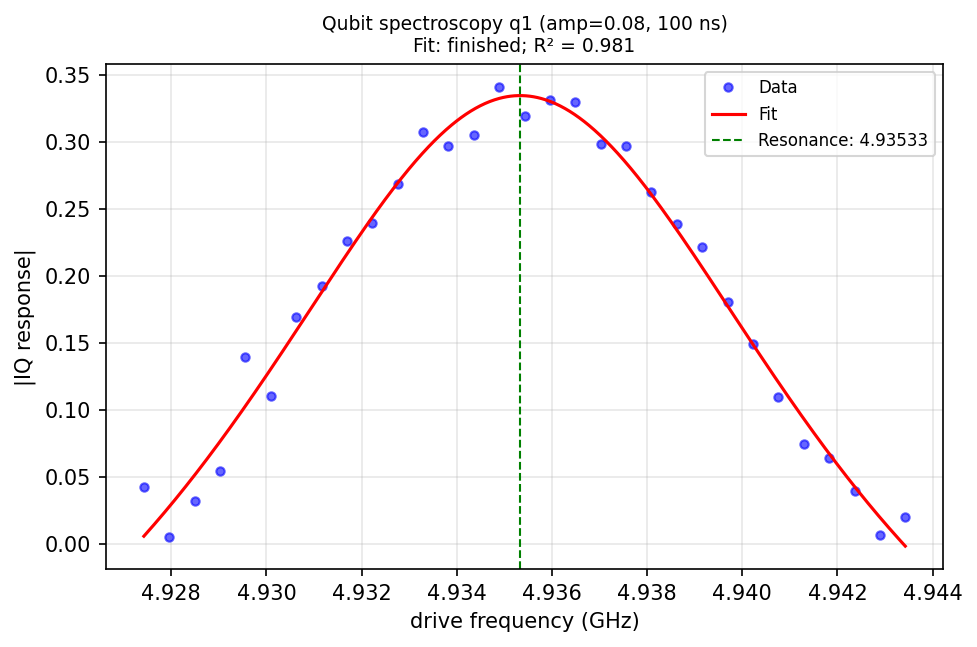 Qubit spectroscopy q1 (amp=0.08, 100 ns)
Fit: finished; R² = 0.981
|IQ response|
0.35
0.30
0.25
0.20
0.15
0.10
0.05
0.00
Data
Fit
Resonance: 4.93533
4.928 4.930 4.932 4.934 4.936 4.938 4.940 4.942 4.944
drive frequency (GHz)